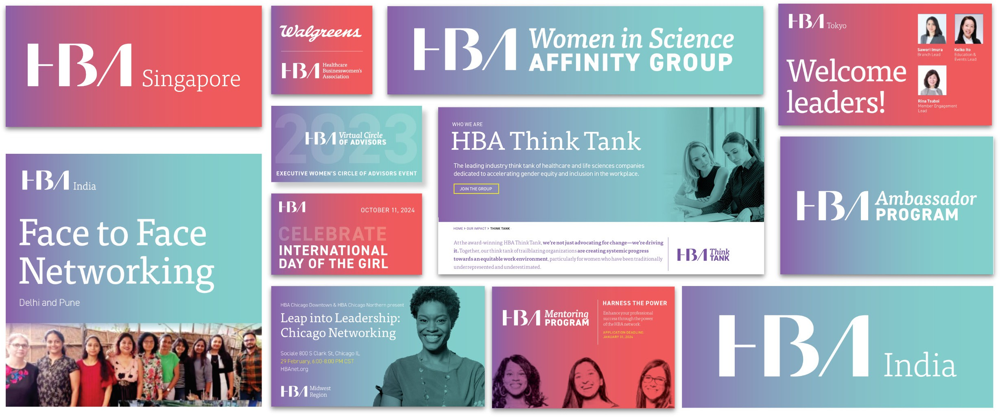 HBA Singapore
Walgreens
HBA Healthcare
Businesswomen's
Association
HBA Women in Science
AFFINITY GROUP
HBA Tokyo
Welcome
leaders!
Sawori Imura
Branch Lead
Keiko Ito
Education &
Events Lead
Rina Tsuboi
Member Engagement
Lead
2023
HBA Virtual Circle
OF ADVISORS
EXECUTIVE WOMEN'S CIRCLE OF ADVISORS EVENT
WHO WE ARE
HBA Think Tank
The leading industry think tank of healthcare and life sciences companies
dedicated to accelerating gender equity and inclusion in the workplace.
JOIN THE GROUP
HOME > OUR IMPACT > THINK TANK
At the award-winning HBA Think Tank, we're not just advocating for change—we're driving
it. Together, our think tank of trailblazing organizations are creating systemic progress
towards an equitable work environment, particularly for women who have been traditionally
underrepresented and underestimated.
HBA Think
TANK
HBA Ambassador
PROGRAM
HBA India
Face to Face
Networking
Delhi and Pune
HBA
OCTOBER 11, 2024
CELEBRATE
INTERNATIONAL
DAY OF THE GIRL
HBA Chicago Downtown & HBA Chicago Northern present
Leap into Leadership:
Chicago Networking
Sociale 800 S Clark St, Chicago IL
29 February, 6:00-8:00 PM CST
HBAnet.org
HBA Midwest
Region
HBA Mentoring
PROGRAM
HARNESS THE POWER
Enhance your professional
success through the power
of the HBA network.
APPLICATION DEADLINE:
JANUARY 31, 2024
HBA India